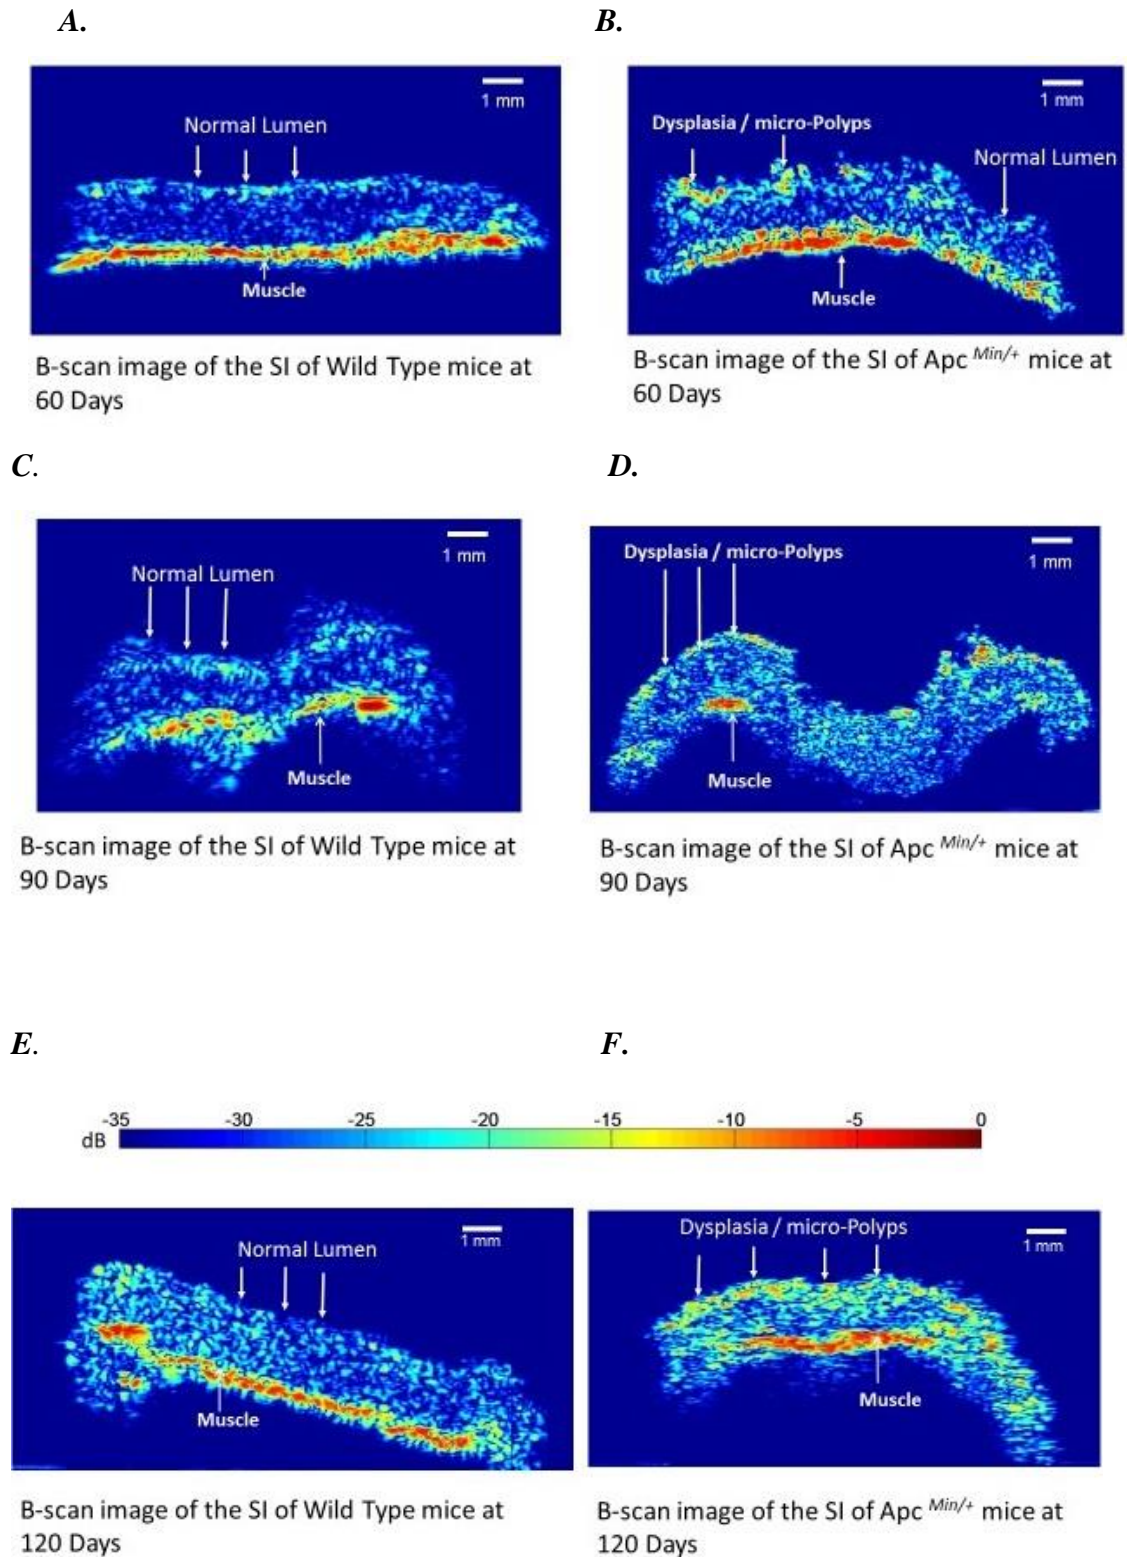 A.
B.
1 mm
Normal Lumen
Muscle
1 mm
Dysplasia / micro-Polyps
Normal Lumen
Muscle
B-scan image of the SI of Wild Type mice at
60 Days
B-scan image of the SI of Apc Min/+ mice at
60 Days
C.
D.
1 mm
Normal Lumen
Muscle
Dysplasia / micro-Polyps
1 mm
Muscle
B-scan image of the SI of Wild Type mice at
90 Days
B-scan image of the SI of Apc Min/+ mice at
90 Days
E.
F.
-35 -30 -25 -20 -15 -10 -5 0
dB
Normal Lumen
1 mm
Muscle
Dysplasia / micro-Polyps
1 mm
Muscle
B-scan image of the SI of Wild Type mice at
120 Days
B-scan image of the SI of Apc Min/+ mice at
120 Days